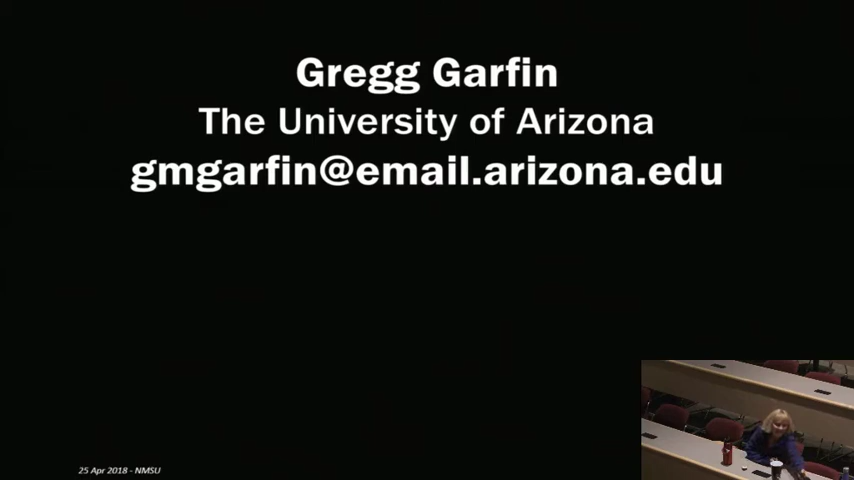 Gregg Garfin
The University of Arizona
gmgarfin@email.arizona.edu
25 Apr 2018 - NMSU